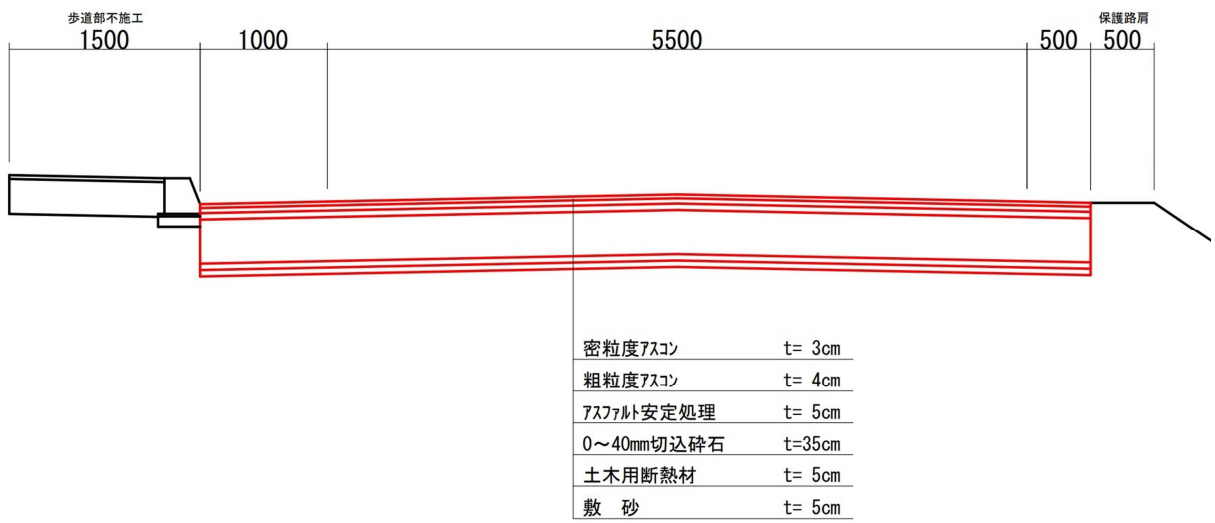 歩道部不施工 保護路肩
1500 1000 5500 500 500
密粒度ｱｽｺﾝ t= 3cm
粗粒度ｱｽｺﾝ t= 4cm
ｱｽﾌｧﾙﾄ安定処理 t= 5cm
0～40mm切込砕石 t=35cm
土木用断熱材 t= 5cm
敷　砂 t= 5cm